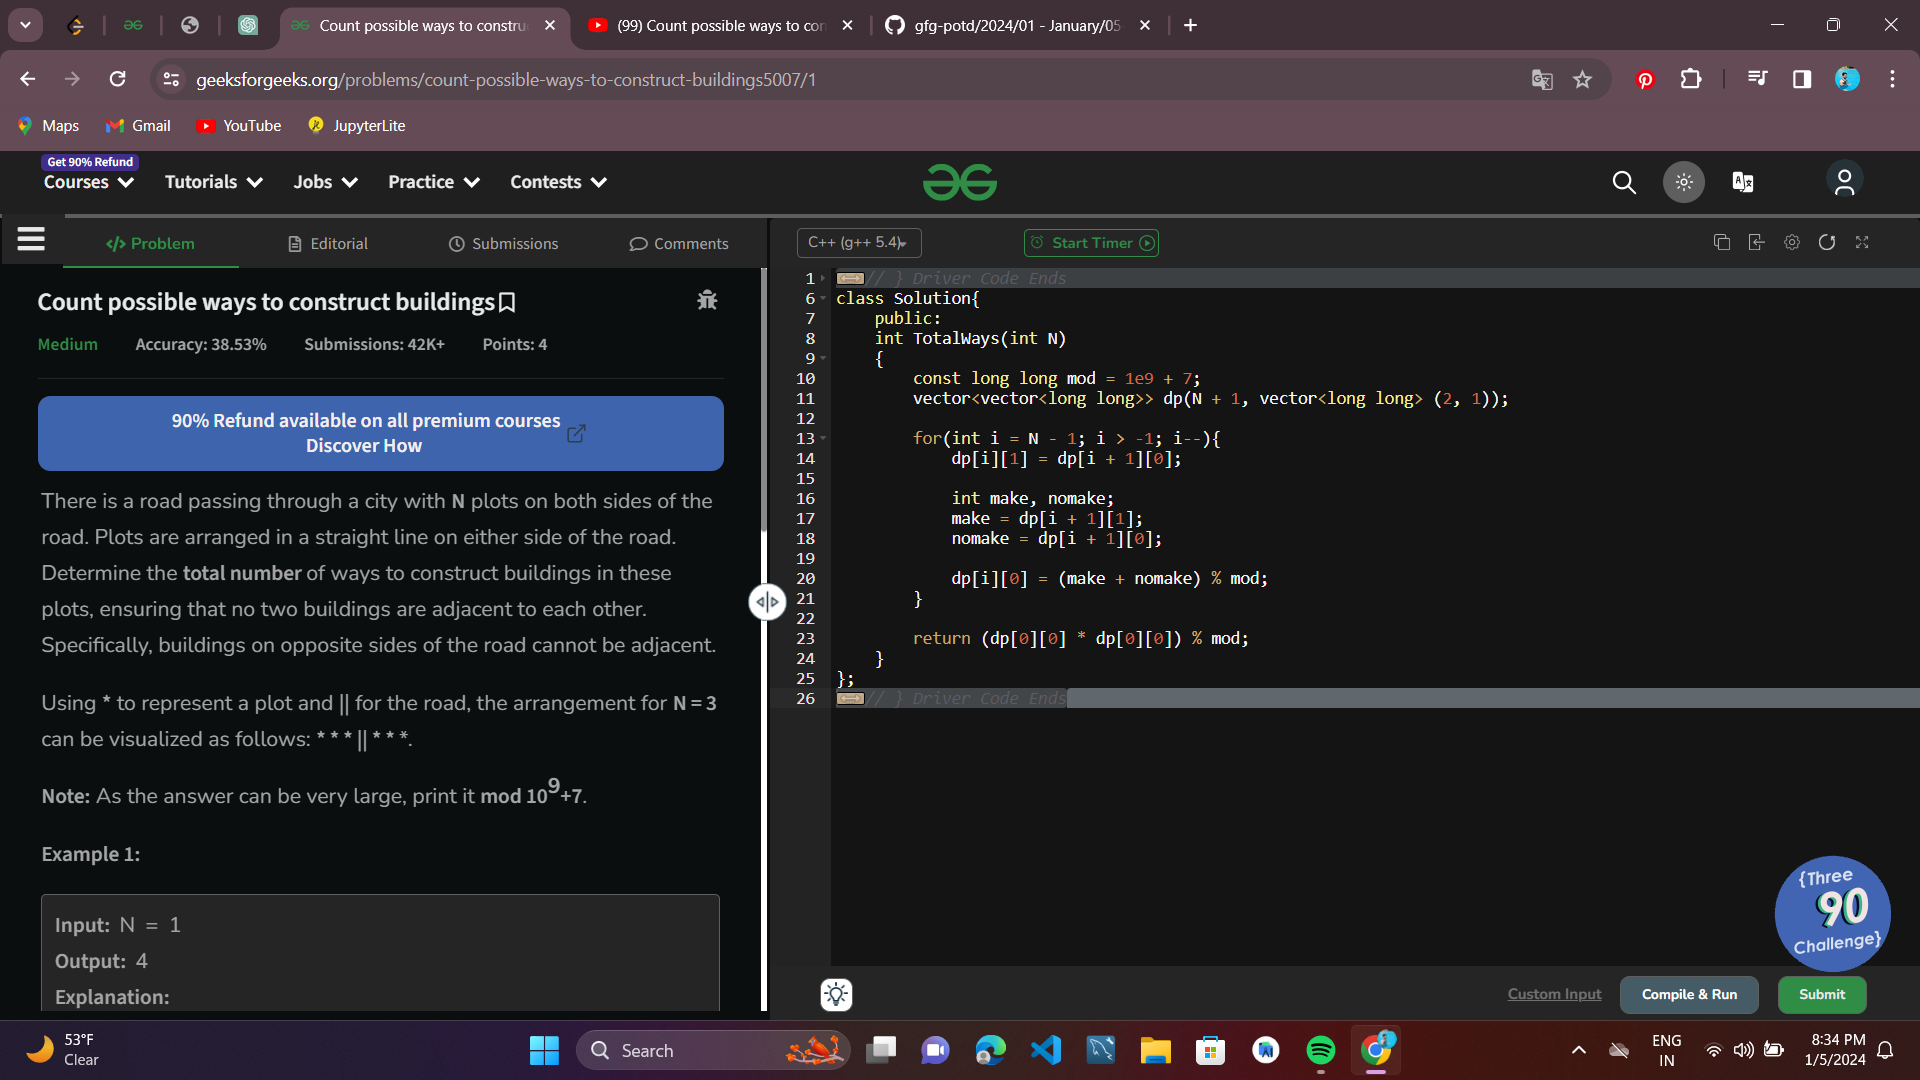 Count possible ways to constru
(99) Count possible ways to con
gfg-potd/2024/01 - January/05
geeksforgeeks.org/problems/count-possible-ways-to-construct-buildings5007/1
Maps
Gmail
YouTube
JupyterLite
Get 90% Refund
Courses
Tutorials
Jobs
Practice
Contests
</> Problem
Editorial
Submissions
Comments
C++ (g++ 5.4)
Start Timer
Count possible ways to construct buildings
Medium
Accuracy: 38.53%
Submissions: 42K+
Points: 4
90% Refund available on all premium courses
Discover How
There is a road passing through a city with N plots on both sides of the
road. Plots are arranged in a straight line on either side of the road.
Determine the total number of ways to construct buildings in these
plots, ensuring that no two buildings are adjacent to each other.
Specifically, buildings on opposite sides of the road cannot be adjacent.
Using * to represent a plot and || for the road, the arrangement for N = 3
can be visualized as follows: * * * || * * *.
Note: As the answer can be very large, print it mod 10^9+7.
Example 1:
Input: N = 1
Output: 4
Explanation:
1 // } Driver Code Ends
6 class Solution{
7 public:
8 int TotalWays(int N)
9 {
10 const long long mod = 1e9 + 7;
11 vector<vector<long long>> dp(N + 1, vector<long long> (2, 1));
12
13 for(int i = N - 1; i > -1; i--){
14 dp[i][1] = dp[i + 1][0];
15
16 int make, nomake;
17 make = dp[i + 1][1];
18 nomake = dp[i + 1][0];
19
20 dp[i][0] = (make + nomake) % mod;
21 }
22
23 return (dp[0][0] * dp[0][0]) % mod;
24 }
25 };
26 // } Driver Code Ends
{Three
90
Challenge}
Custom Input
Compile & Run
Submit
53°F
Clear
Search
ENG
IN
8:34 PM
1/5/2024